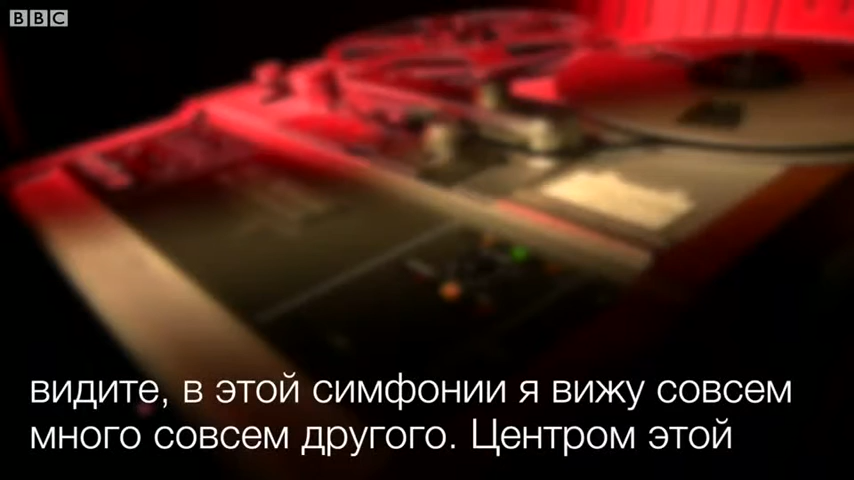 BBC
видите, в этой симфонии я вижу совсем
много совсем другого. Центром этой